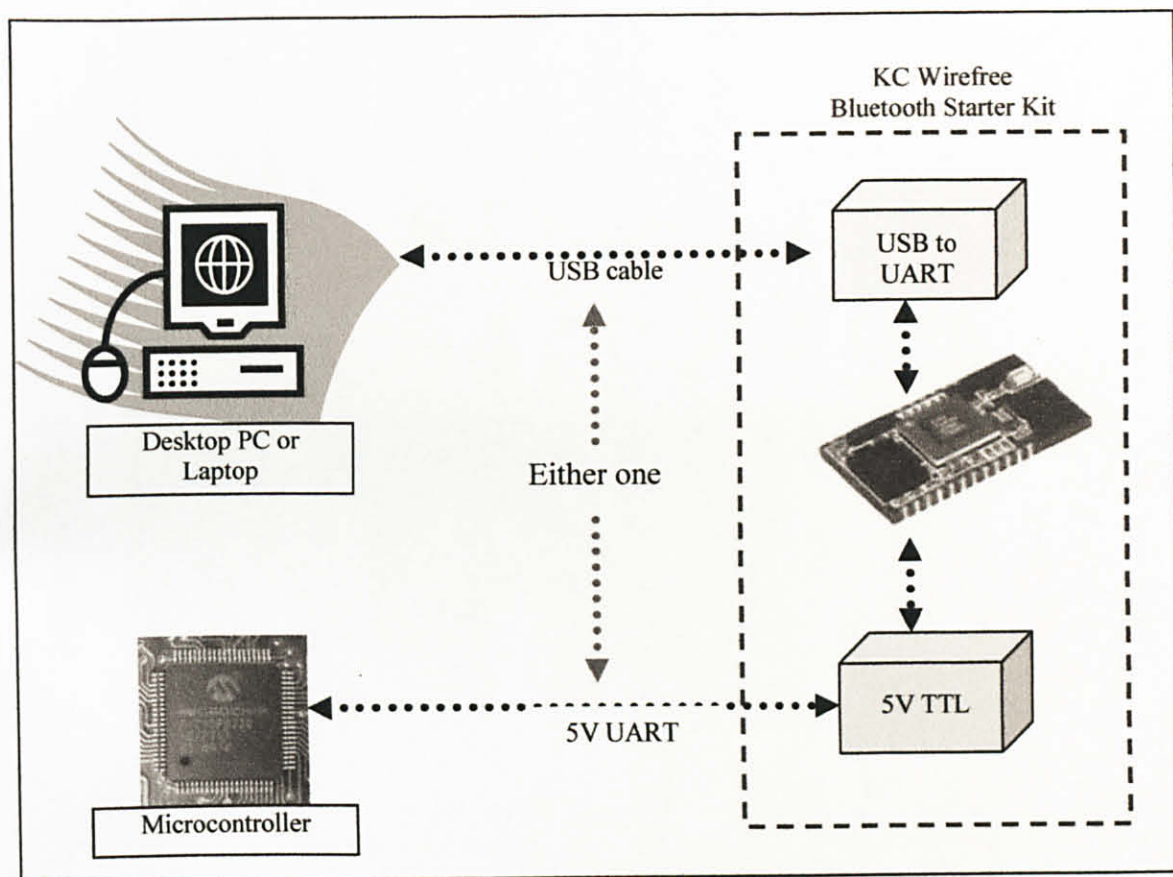 KC Wirefree
Bluetooth Starter Kit
USB to
UART
USB cable
Desktop PC or
Laptop
Either one
5V TTL
5V UART
Microcontroller